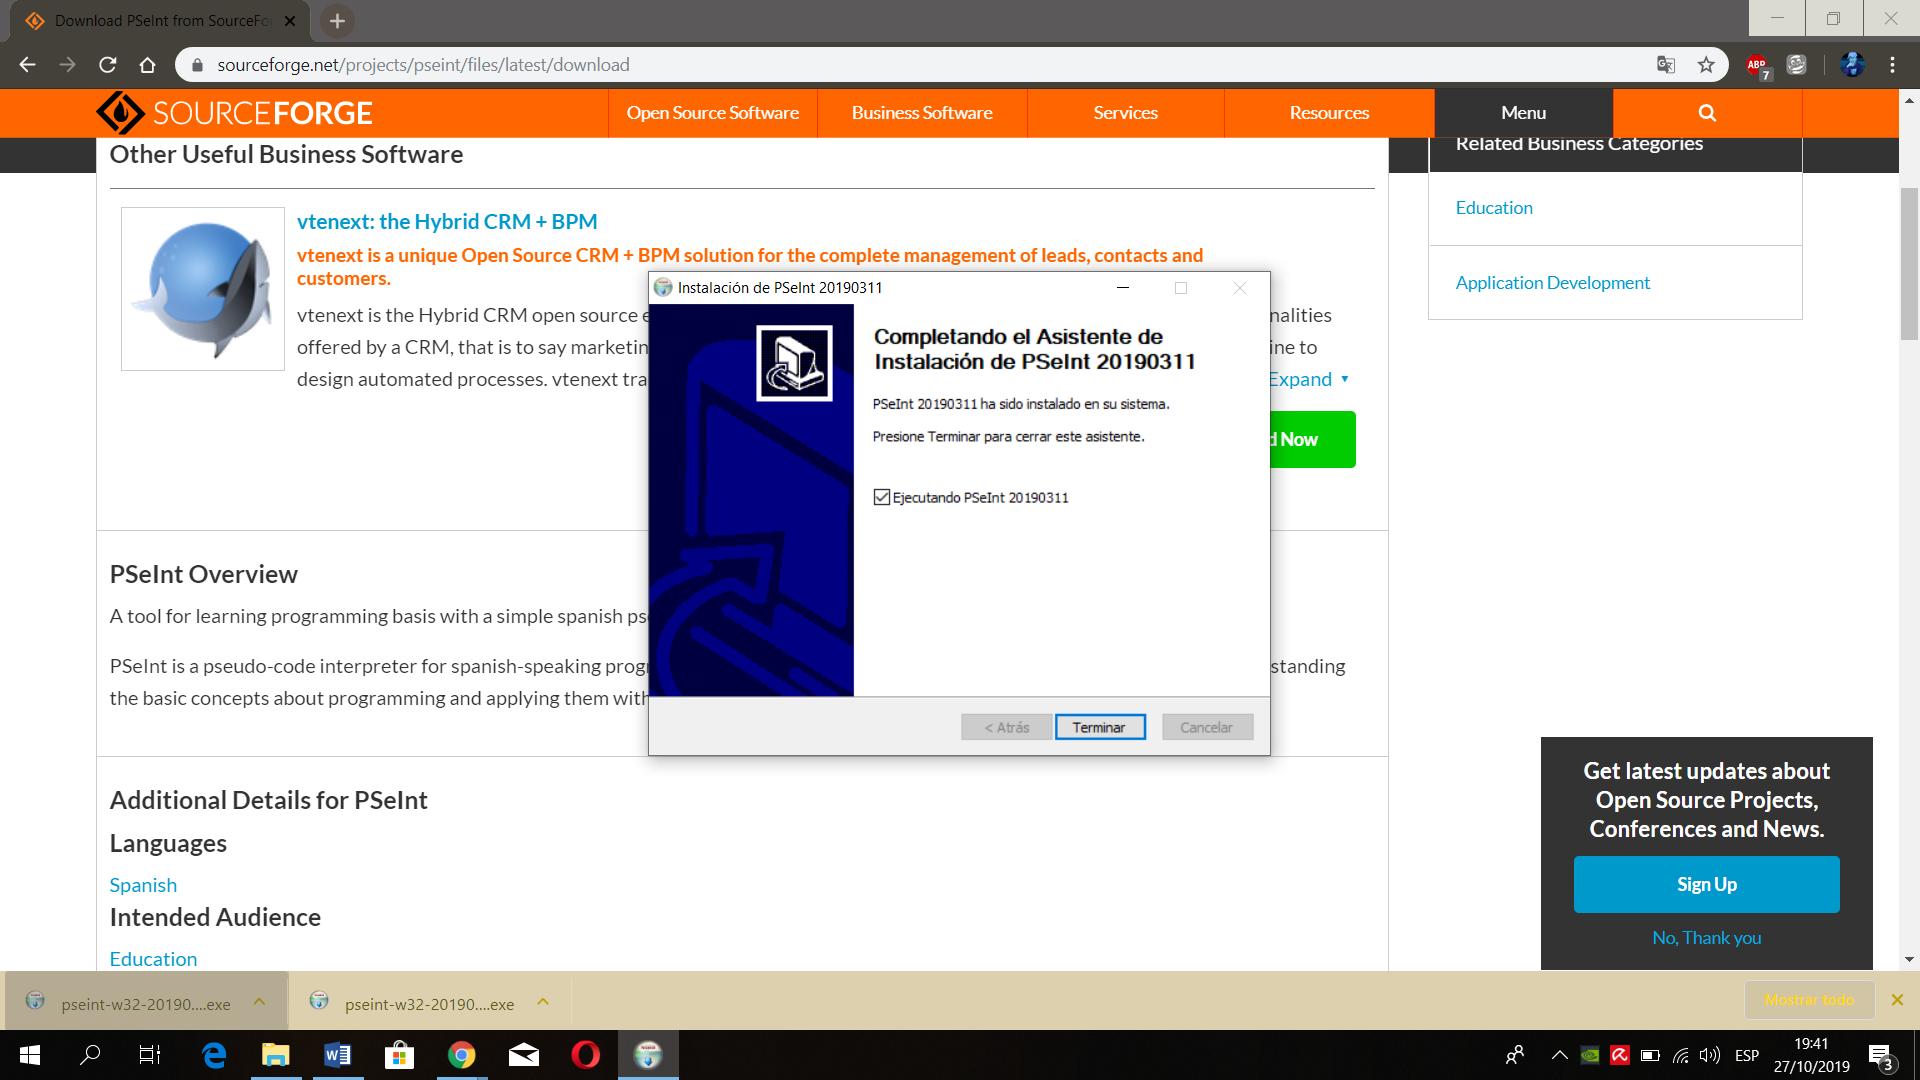 Download PSeInt from SourceFo
sourceforge.net/projects/pseint/files/latest/download
ABP
7
SOURCEFORGE
Open Source Software
Business Software
Services
Resources
Menu
Other Useful Business Software
Related Business Categories
Education
Application Development
vtenext: the Hybrid CRM + BPM
vtenext is a unique Open Source CRM + BPM solution for the complete management of leads, contacts and
customers.
vtenext is the Hybrid CRM open source
nalities
offered by a CRM, that is to say marketin
ine to
design automated processes. vtenext tra
Expand
d Now
Instalación de PSeInt 20190311
Completando el Asistente de
Instalación de PSeInt 20190311
PSeInt 20190311 ha sido instalado en su sistema.
Presione Terminar para cerrar este asistente.
Ejecutando PSeInt 20190311
< Atrás
Terminar
Cancelar
PSeInt Overview
A tool for learning programming basis with a simple spanish ps
PSeInt is a pseudo-code interpreter for spanish-speaking progr
standing
the basic concepts about programming and applying them with
Additional Details for PSeInt
Languages
Spanish
Intended Audience
Education
Get latest updates about
Open Source Projects,
Conferences and News.
Sign Up
No, Thank you
pseint-w32-20190....exe
pseint-w32-20190....exe
Mostrar todo
ESP
19:41
27/10/2019
3